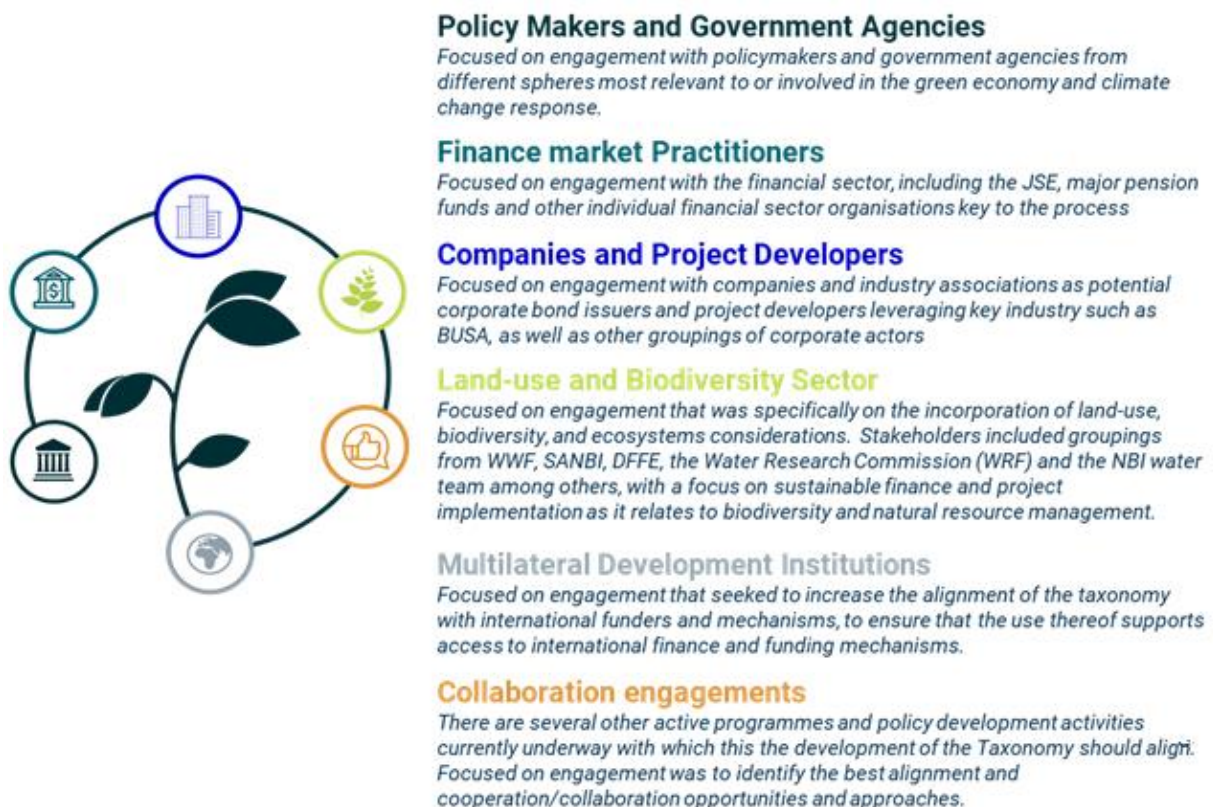 Policy Makers and Government Agencies
Focused on engagement with policymakers and government agencies from
different spheres most relevant to or involved in the green economy and climate
change response.
Finance market Practitioners
Focused on engagement with the financial sector, including the JSE, major pension
funds and other individual financial sector organisations key to the process
Companies and Project Developers
Focused on engagement with companies and industry associations as potential
corporate bond issuers and project developers leveraging key industry such as
BUSA, as well as other groupings of corporate actors
Land-use and Biodiversity Sector
Focused on engagement that was specifically on the incorporation of land-use,
biodiversity, and ecosystems considerations. Stakeholders included groupings
from WWF, SANBI, DFFE, the Water Research Commission (WRF) and the NBI water
team among others, with a focus on sustainable finance and project
implementation as it relates to biodiversity and natural resource management.
Multilateral Development Institutions
Focused on engagement that seeked to increase the alignment of the taxonomy
with international funders and mechanisms, to ensure that the use thereof supports
access to international finance and funding mechanisms.
Collaboration engagements
There are several other active programmes and policy development activities
currently underway with which this the development of the Taxonomy should align.
Focused on engagement was to identify the best alignment and
cooperation/collaboration opportunities and approaches.